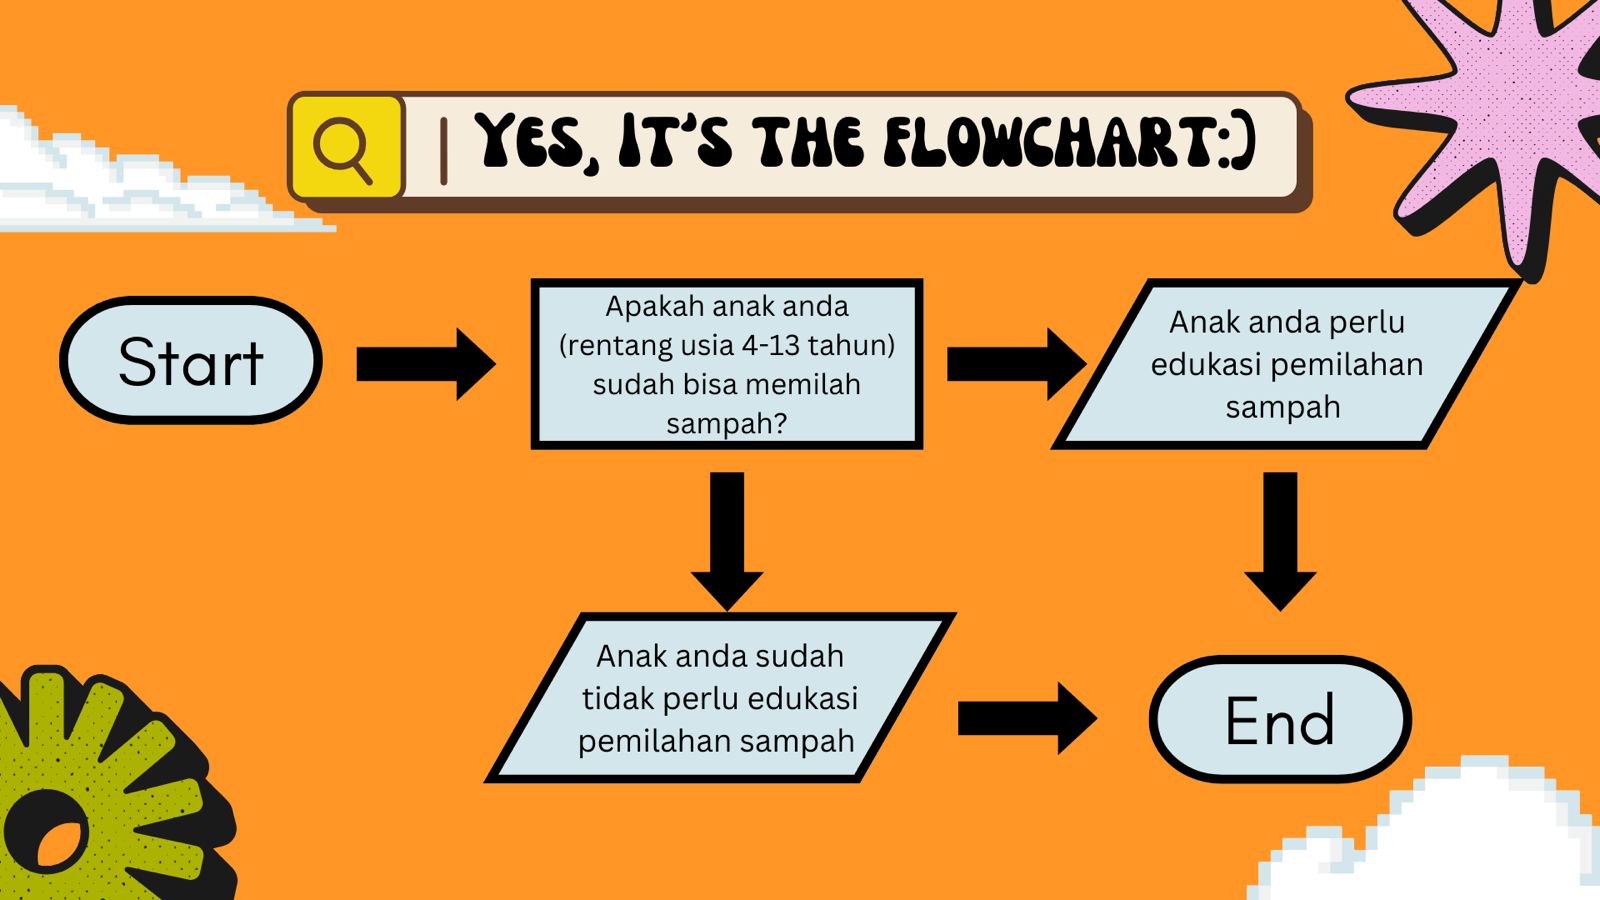 YES, IT'S THE FLOWCHART:)
Start
Apakah anak anda
(rentang usia 4-13 tahun)
sudah bisa memilah
sampah?
Anak anda perlu
edukasi pemilahan
sampah
Anak anda sudah
tidak perlu edukasi
pemilahan sampah
End